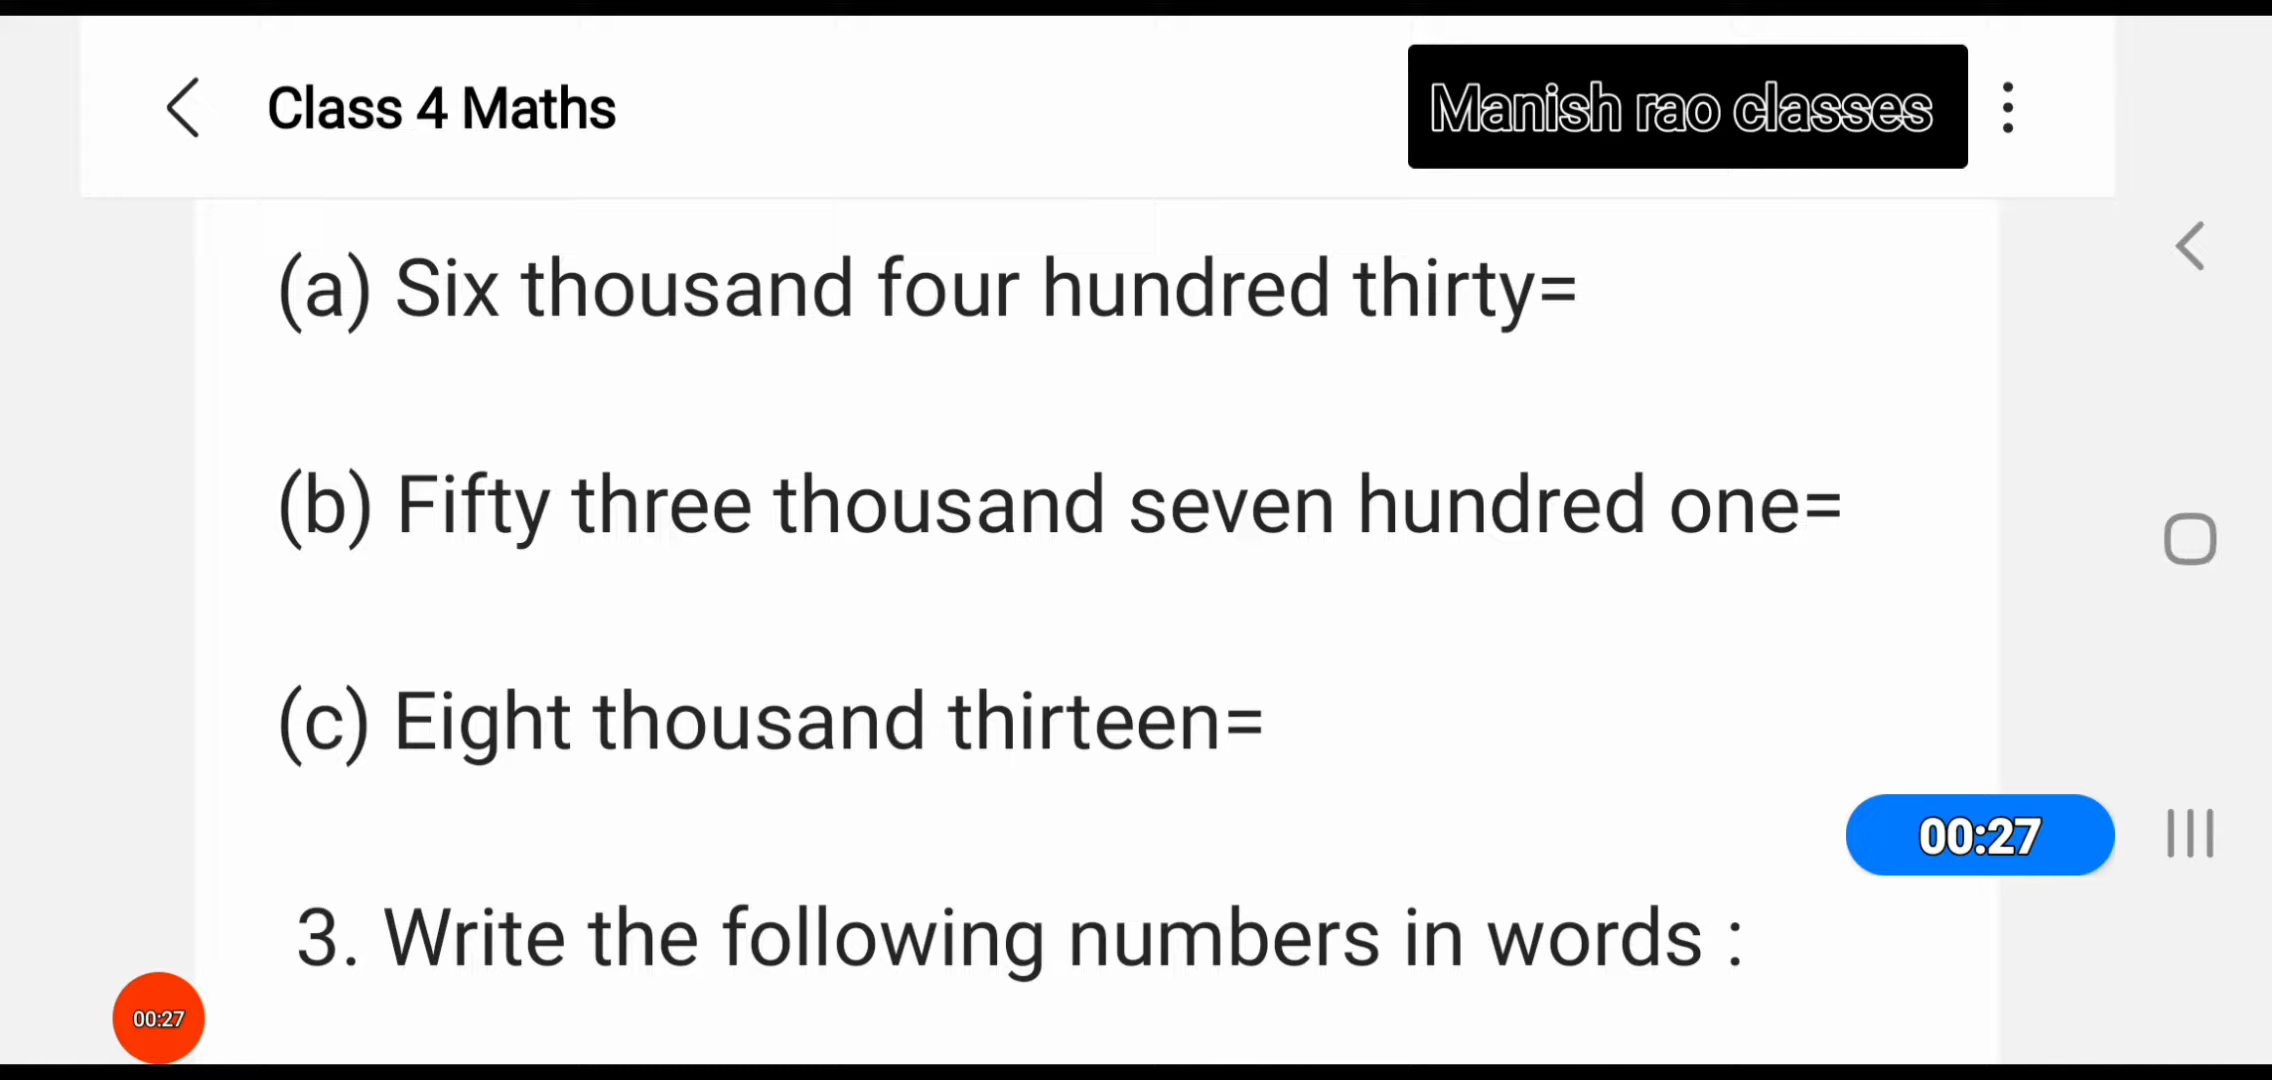 Class 4 Maths
Manish rao classes
(a) Six thousand four hundred thirty=
(b) Fifty three thousand seven hundred one=
(c) Eight thousand thirteen=
00:27
3. Write the following numbers in words :
00:27